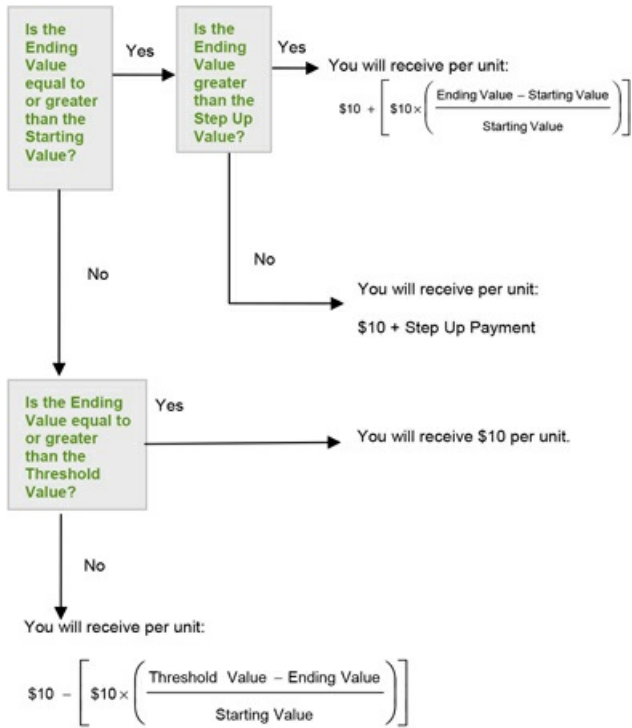 Is the
Ending
Value
equal to
or greater
than the
Starting
Value?
Yes
Is the
Ending
Value
greater
than the
Step Up
Value?
Yes
You will receive per unit:
$10 + [ $10 × ( Ending Value – Starting Value
Starting Value ) ]
No
No
You will receive per unit:
$10 + Step Up Payment
Is the Ending
Value equal to
or greater
than the
Threshold
Value?
Yes
You will receive $10 per unit.
No
You will receive per unit:
$10 – [ $10 × ( Threshold Value – Ending Value
Starting Value ) ]